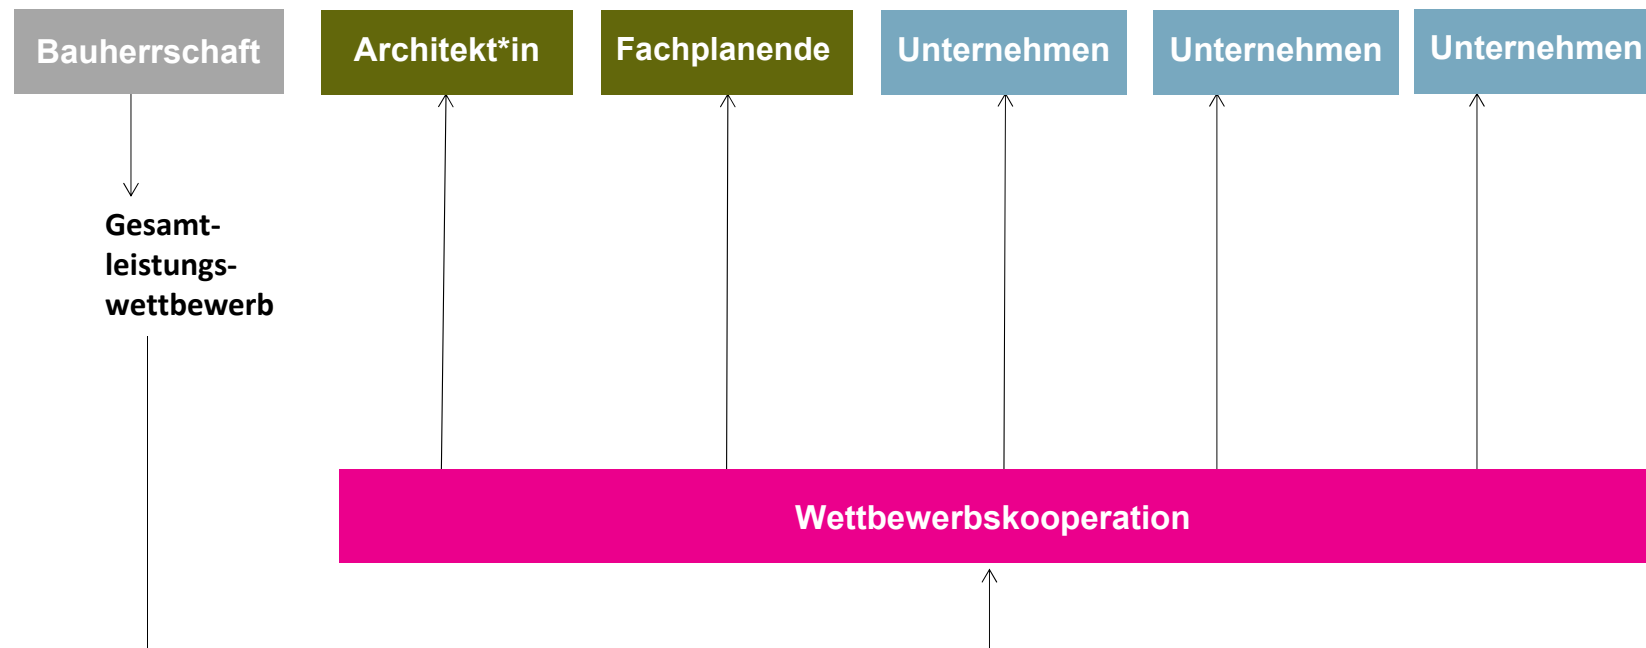 Bauherrschaft
Architekt*in
Fachplanende
Unternehmen
Unternehmen
Unternehmen
Gesamt-
leistungs-
wettbewerb
Wettbewerbskooperation